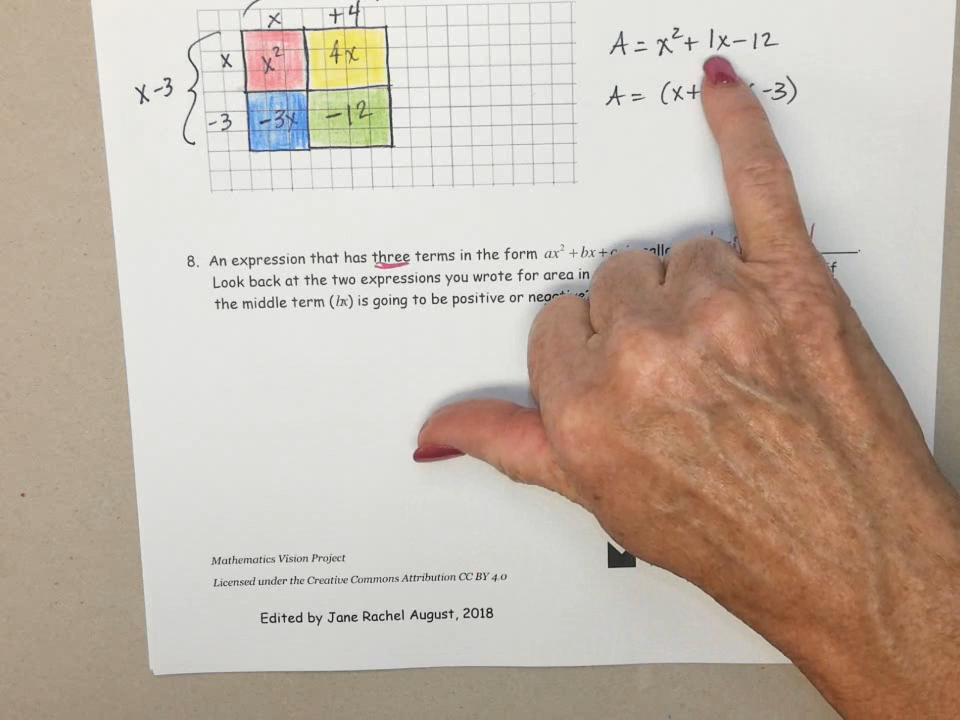 x +4
x x² 4x
x-3
-3 -3x -12
A = x² + 1x - 12
A = (x+ -3)
8. An expression that has three terms in the form ax² + bx +
Look back at the two expressions you wrote for area in
the middle term (bx) is going to be positive or
Mathematics Vision Project
Licensed under the Creative Commons Attribution CC BY 4.0
Edited by Jane Rachel August, 2018